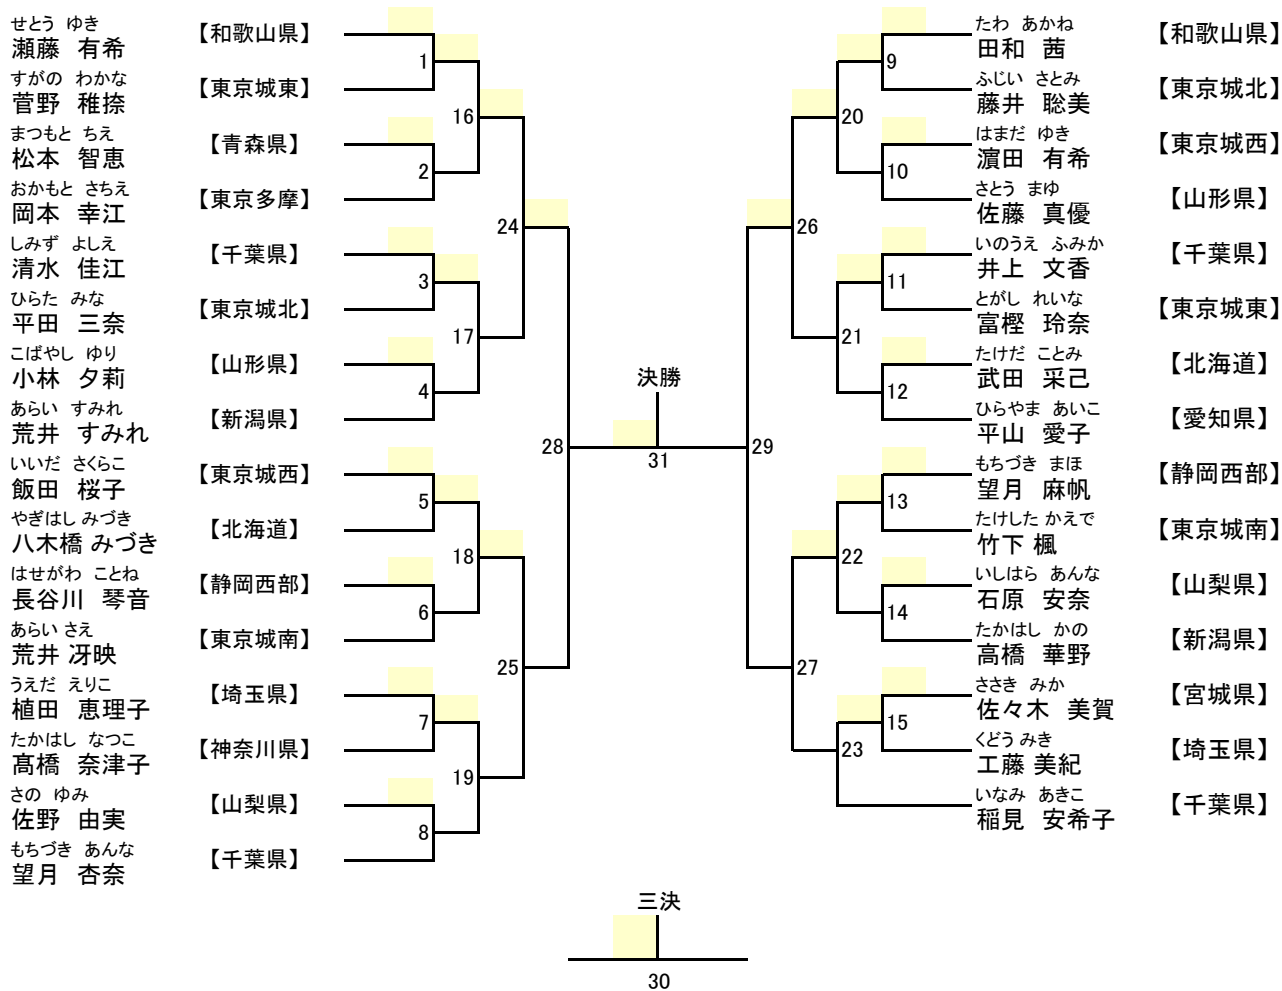 せとう ゆき
瀬藤 有希 【和歌山県】
すがの わかな
菅野 稚捺 【東京城東】
まつもと ちえ
松本 智恵 【青森県】
おかもと さちえ
岡本 幸江 【東京多摩】
しみず よしえ
清水 佳江 【千葉県】
ひらた みな
平田 三奈 【東京城北】
こばやし ゆり
小林 夕莉 【山形県】
あらい すみれ
荒井 すみれ 【新潟県】
いいだ さくらこ
飯田 桜子 【東京城西】
やぎはし みづき
八木橋 みづき 【北海道】
はせがわ ことね
長谷川 琴音 【静岡西部】
あらい さえ
荒井 冴映 【東京城南】
うえだ えりこ
植田 恵理子 【埼玉県】
たかはし なつこ
髙橋 奈津子 【神奈川県】
さの ゆみ
佐野 由実 【山梨県】
もちづき あんな
望月 杏奈 【千葉県】
1
2
3
4
5
6
7
8
16
17
18
19
24
25
28
決勝
31
三決
30
29
26
27
20
21
22
23
9
10
11
12
13
14
15
たわ あかね
田和 茜 【和歌山県】
ふじい さとみ
藤井 聡美 【東京城北】
はまだ ゆき
濵田 有希 【東京城西】
さとう まゆ
佐藤 真優 【山形県】
いのうえ ふみか
井上 文香 【千葉県】
とがし れいな
富樫 玲奈 【東京城東】
たけだ ことみ
武田 采己 【北海道】
ひらやま あいこ
平山 愛子 【愛知県】
もちづき まほ
望月 麻帆 【静岡西部】
たけした かえで
竹下 楓 【東京城南】
いしはら あんな
石原 安奈 【山梨県】
たかはし かの
高橋 華野 【新潟県】
ささき みか
佐々木 美賀 【宮城県】
くどう みき
工藤 美紀 【埼玉県】
いなみ あきこ
稲見 安希子 【千葉県】